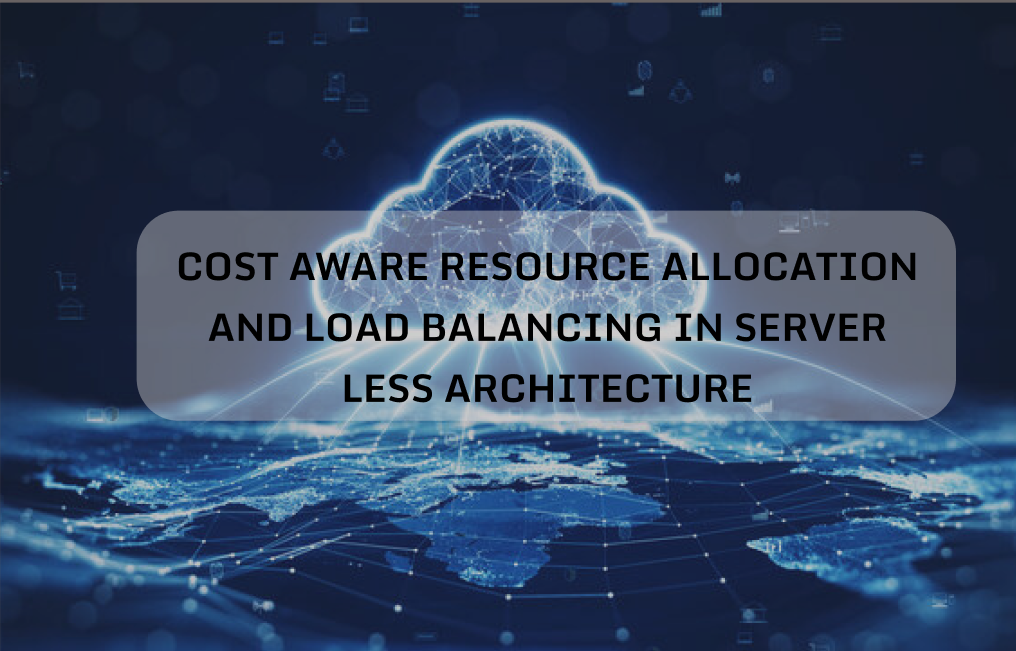 COST AWARE RESOURCE ALLOCATION
AND LOAD BALANCING IN SERVER
LESS ARCHITECTURE